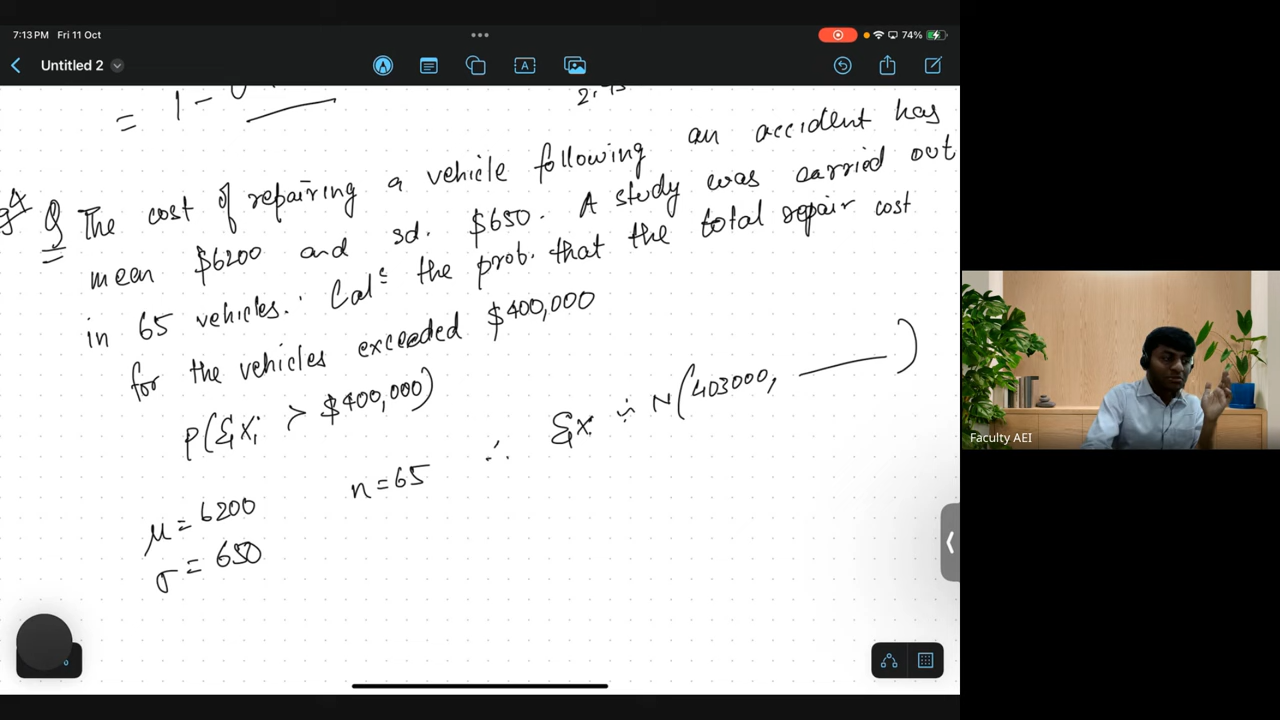 7:13 PM Fri 11 Oct
74%
Untitled 2
= 1 -
Q The cost of repairing a vehicle following an accident has
mean $6200 and sd. $650. A study was carried out
in 65 vehicles. Calc the prob. that the total repair cost
for the vehicles exceeded $400,000
P(ΣXi > $400,000)
∴ Σxi ∻ N(403000, ———)
n = 65
μ = 6200
σ = 650
Faculty AEI